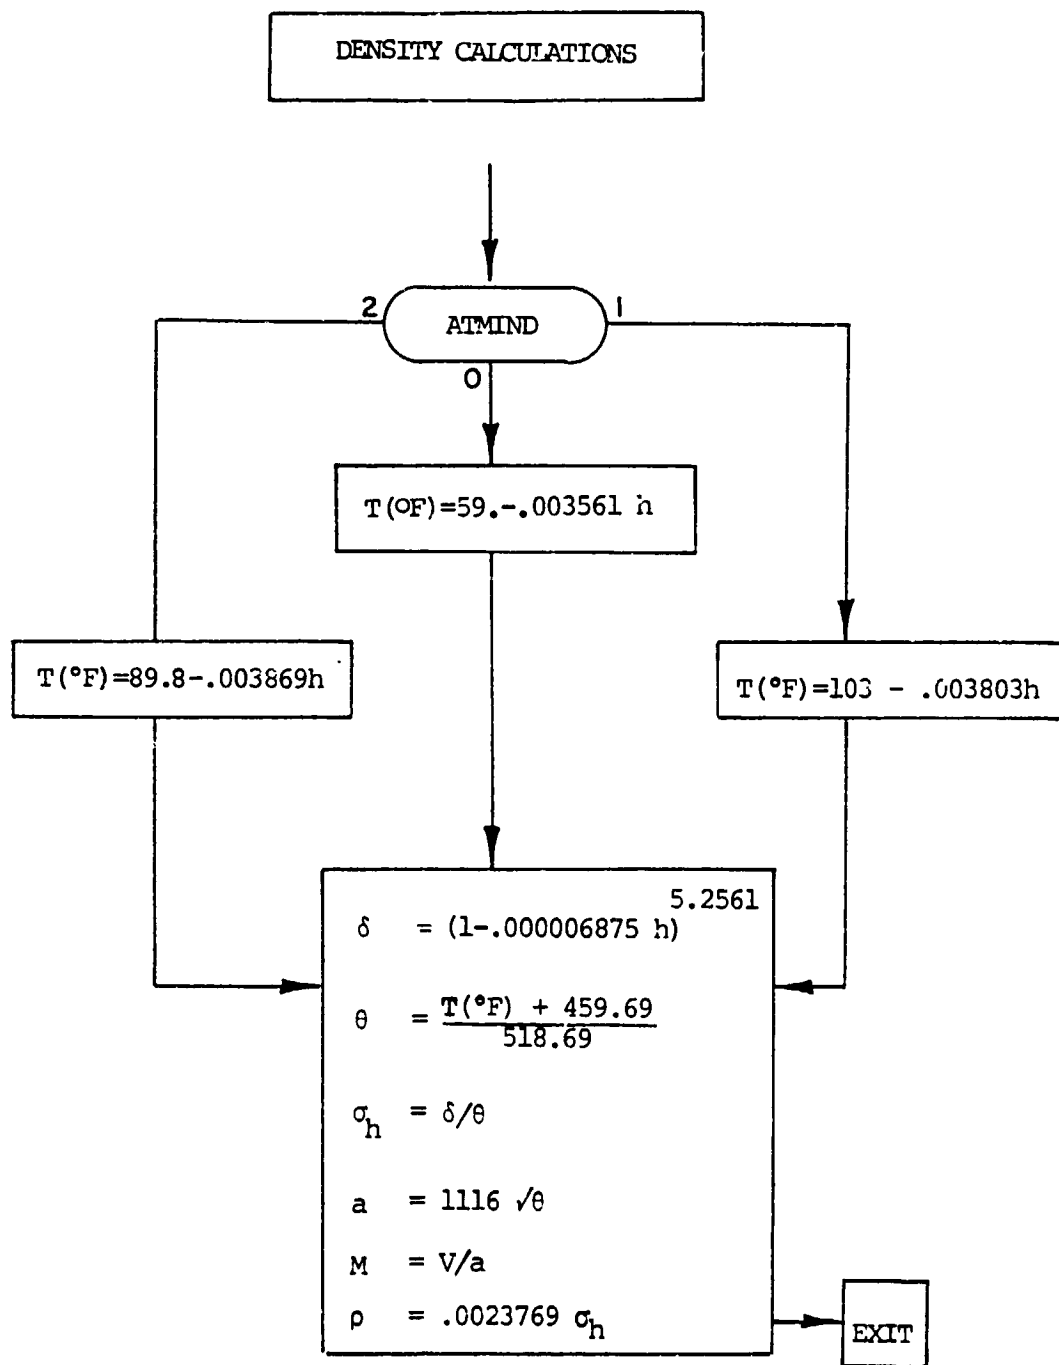 DENSITY CALCULATIONS
2
ATMIND
1
0
T(°F)=59.-.003561 h
T(°F)=89.8-.003869h
T(°F)=103 - .003803h
5.2561
δ = (1-.000006875 h)
θ = T(°F) + 459.69
518.69
σh = δ/θ
a = 1116 √θ
M = V/a
ρ = .0023769 σh
EXIT